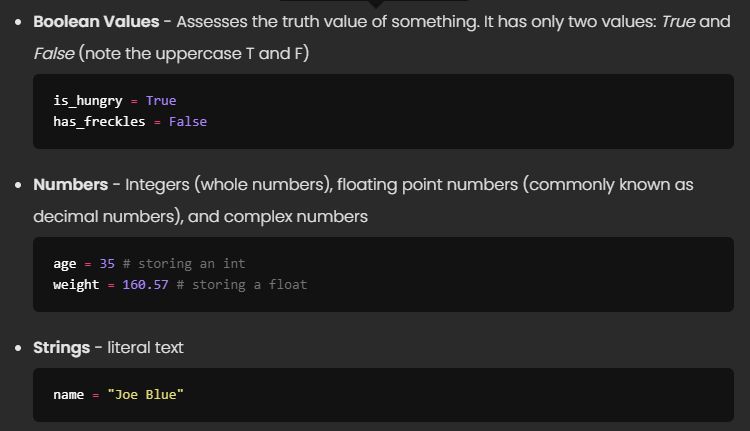 • Boolean Values - Assesses the truth value of something. It has only two values: True and
False (note the uppercase T and F)
is_hungry = True
has_freckles = False
• Numbers - Integers (whole numbers), floating point numbers (commonly known as
decimal numbers), and complex numbers
age = 35 # storing an int
weight = 160.57 # storing a float
• Strings - literal text
name = "Joe Blue"